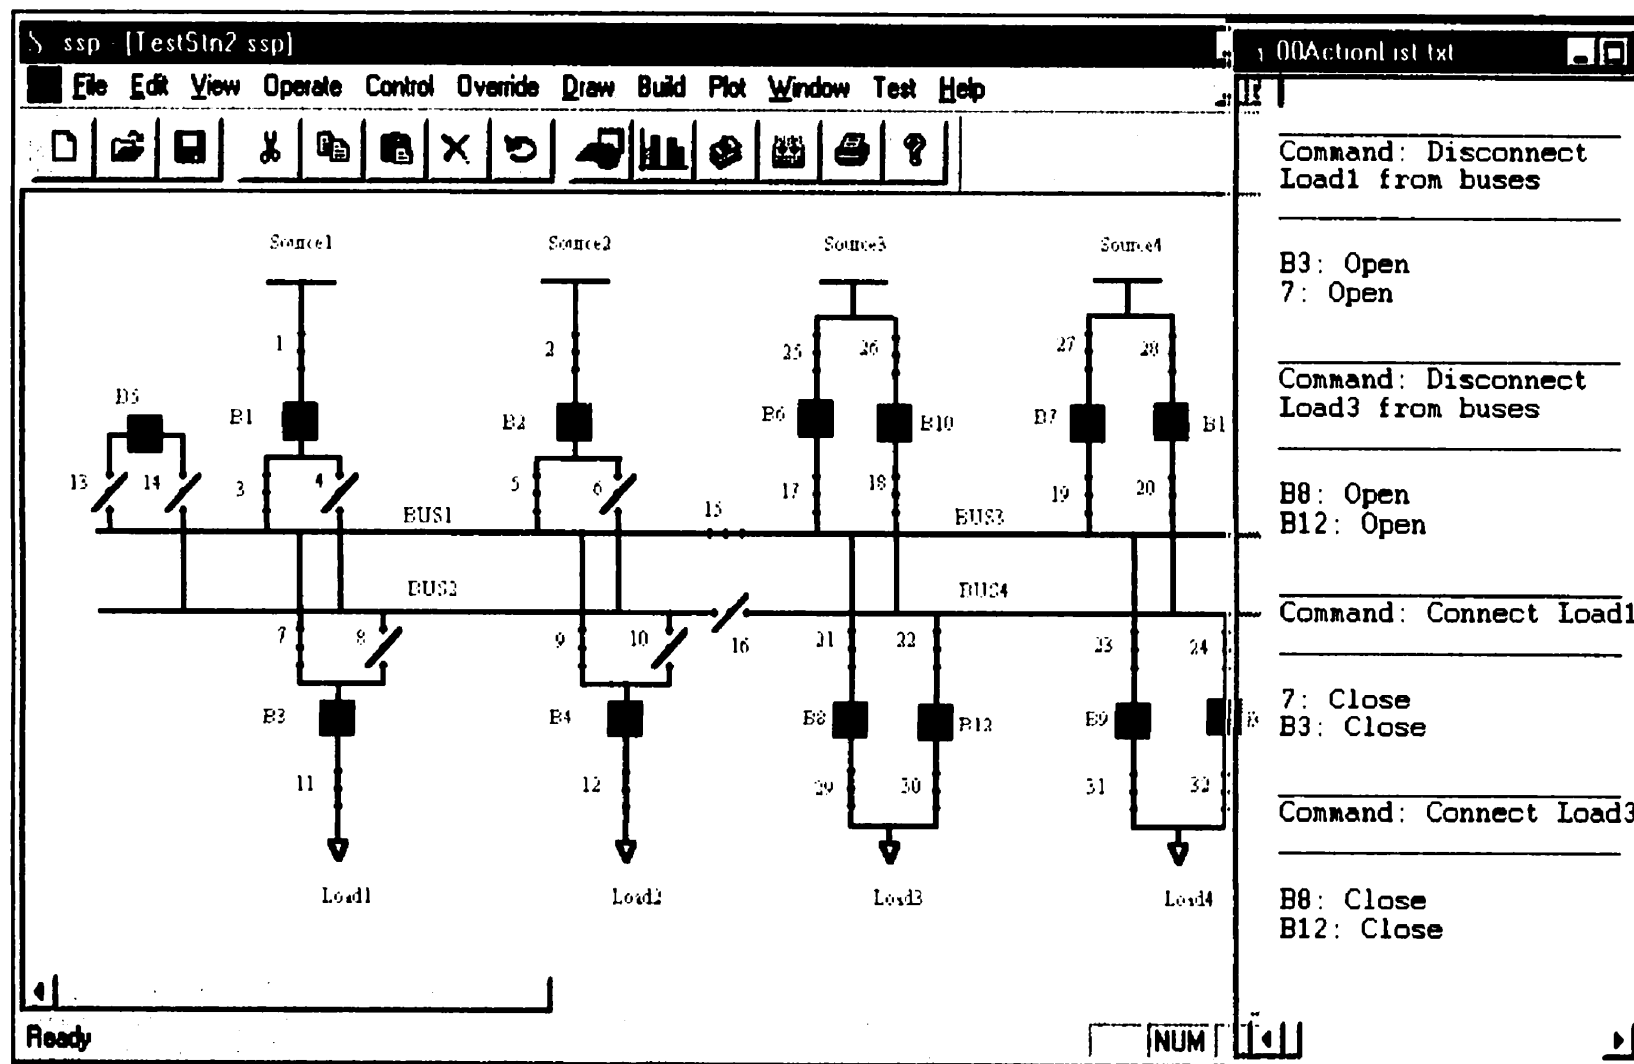 ssp - [TestStn2 ssp]
File Edit View Operate Control Override Draw Build Plot Window Test Help
Source1 Source2 Source3 Source4
1 2 25 26 27 28
B5 B1 B2 B6 B10 B7 B1
13 14 3 4 5 6 17 18 19 20
BUS1 15 BUS3
BUS2 BUS4
7 8 9 10 16 21 22 23 24
B3 B4 B8 B12 B9 B
11 12 29 30 31 32
Load1 Load2 Load3 Load4
Ready NUM
00ActionList.txt
Command: Disconnect
Load1 from buses
B3: Open
7: Open
Command: Disconnect
Load3 from buses
B8: Open
B12: Open
Command: Connect Load1
7: Close
B3: Close
Command: Connect Load3
B8: Close
B12: Close